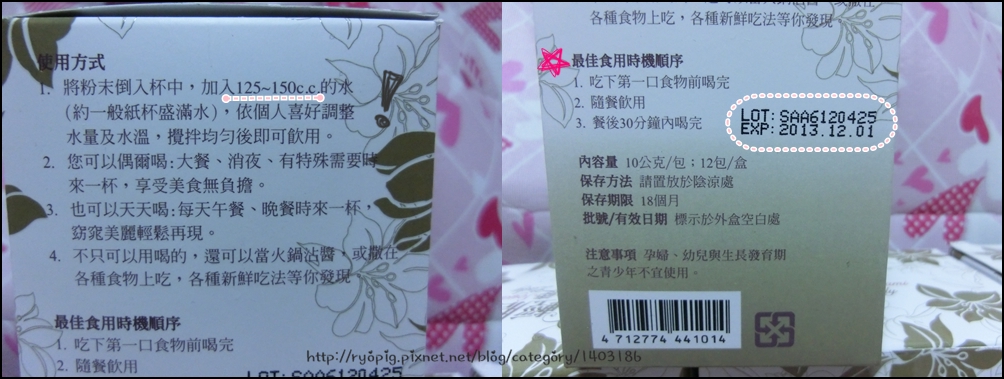 使用方式
1. 將粉末倒入杯中，加入125~150c.c.的水
(約一般紙杯盛滿水)，依個人喜好調整
水量及水溫，攪拌均勻後即可飲用。
2. 您可以偶爾喝:大餐、消夜、有特殊需要時
來一杯，享受美食無負擔。
3. 也可以天天喝:每天午餐、晚餐時來一杯，
窈窕美麗輕鬆再現。
4. 不只可以用喝的，還可以當火鍋沾醬，或撒在
各種食物上吃，各種新鮮吃法等你發現
最佳食用時機順序
1. 吃下第一口食物前喝完
2. 隨餐飲用
LOT: SAA6120425
各種食物上吃，各種新鮮吃法等你發現
最佳食用時機順序
1. 吃下第一口食物前喝完
2. 隨餐飲用
3. 餐後30分鐘內喝完
LOT: SAA6120425
EXP: 2013.12.01
內容量 10公克/包；12包/盒
保存方法 請置放於陰涼處
保存期限 18個月
批號/有效日期 標示於外盒空白處
注意事項 孕婦、幼兒與生長發育期
之青少年不宜使用。
4 712774 441014
http://ryopig.pixnet.net/blog/category/1403186